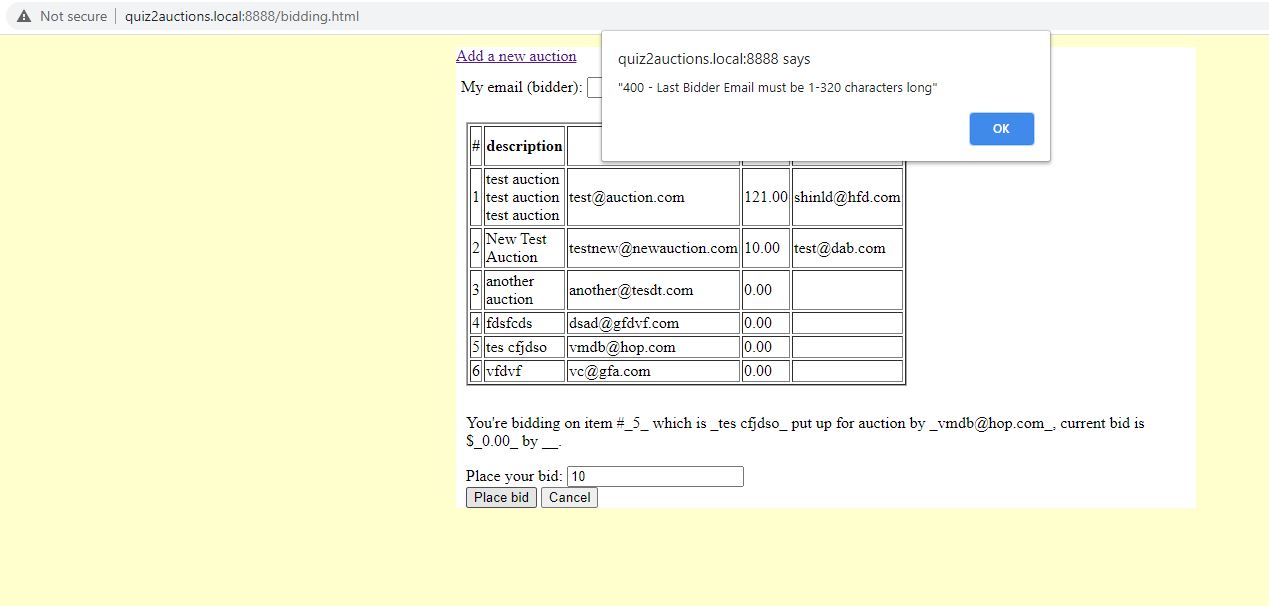 Not secure | quiz2auctions.local:8888/bidding.html
Add a new auction
quiz2auctions.local:8888 says
My email (bidder):
"400 - Last Bidder Email must be 1-320 characters long"
OK
# description
1 test auction test auction test auction test@auction.com 121.00 shinld@hfd.com
2 New Test Auction testnew@newauction.com 10.00 test@dab.com
3 another auction another@tesdt.com 0.00
4 fdsfcds dsad@gfdvf.com 0.00
5 tes cfjdso vmdb@hop.com 0.00
6 vfdvf vc@gfa.com 0.00
You're bidding on item #_5_ which is _tes cfjdso_ put up for auction by _vmdb@hop.com_, current bid is
$_0.00_ by __.
Place your bid: 10
Place bid Cancel